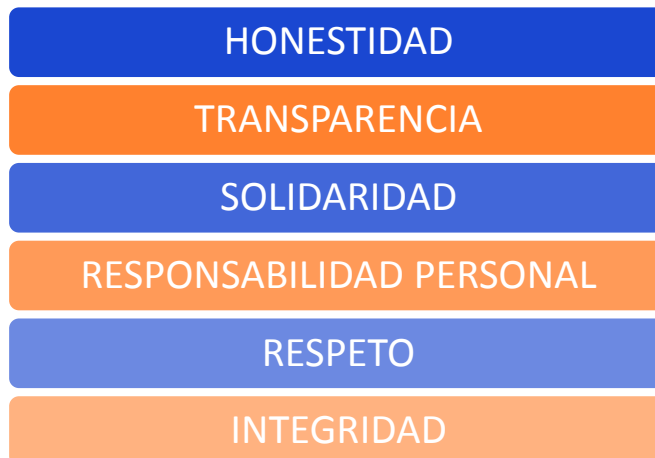 HONESTIDAD
TRANSPARENCIA
SOLIDARIDAD
RESPONSABILIDAD PERSONAL
RESPETO
INTEGRIDAD